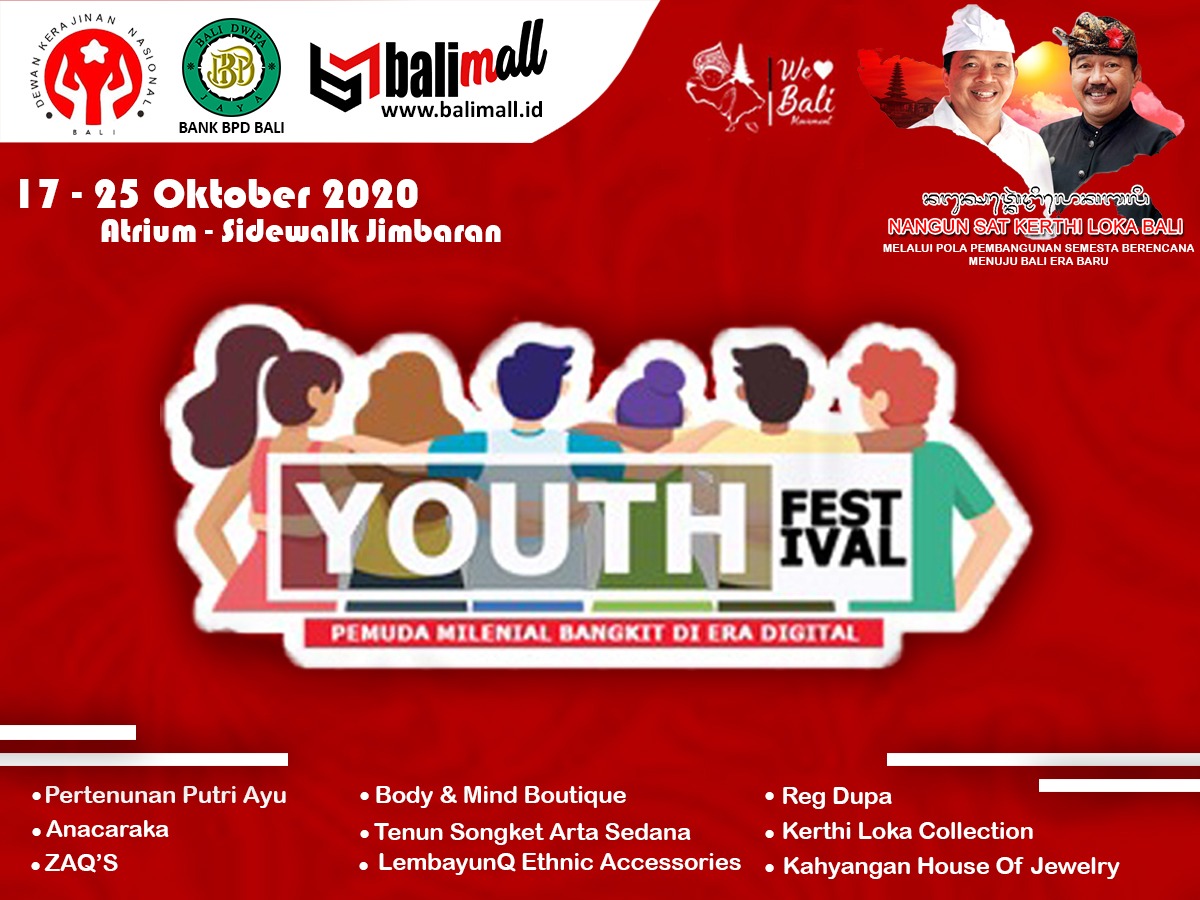 DEWAN KERAJINAN NASIONAL
BALI
BALI DWIPA
BPD
JAYA
BANK BPD BALI
balimall
www.balimall.id
We
Bali
Movement
17 - 25 Oktober 2020
Atrium - Sidewalk Jimbaran
NANGUN SAT KERTHI LOKA BALI
MELALUI POLA PEMBANGUNAN SEMESTA BERENCANA
MENUJU BALI ERA BARU
YOUTH
FEST
IVAL
PEMUDA MILENIAL BANGKIT DI ERA DIGITAL
•Pertenunan Putri Ayu
•Anacaraka
•ZAQ'S
•Body & Mind Boutique
•Tenun Songket Arta Sedana
•LembayunQ Ethnic Accessories
•Reg Dupa
•Kerthi Loka Collection
•Kahyangan House Of Jewelry